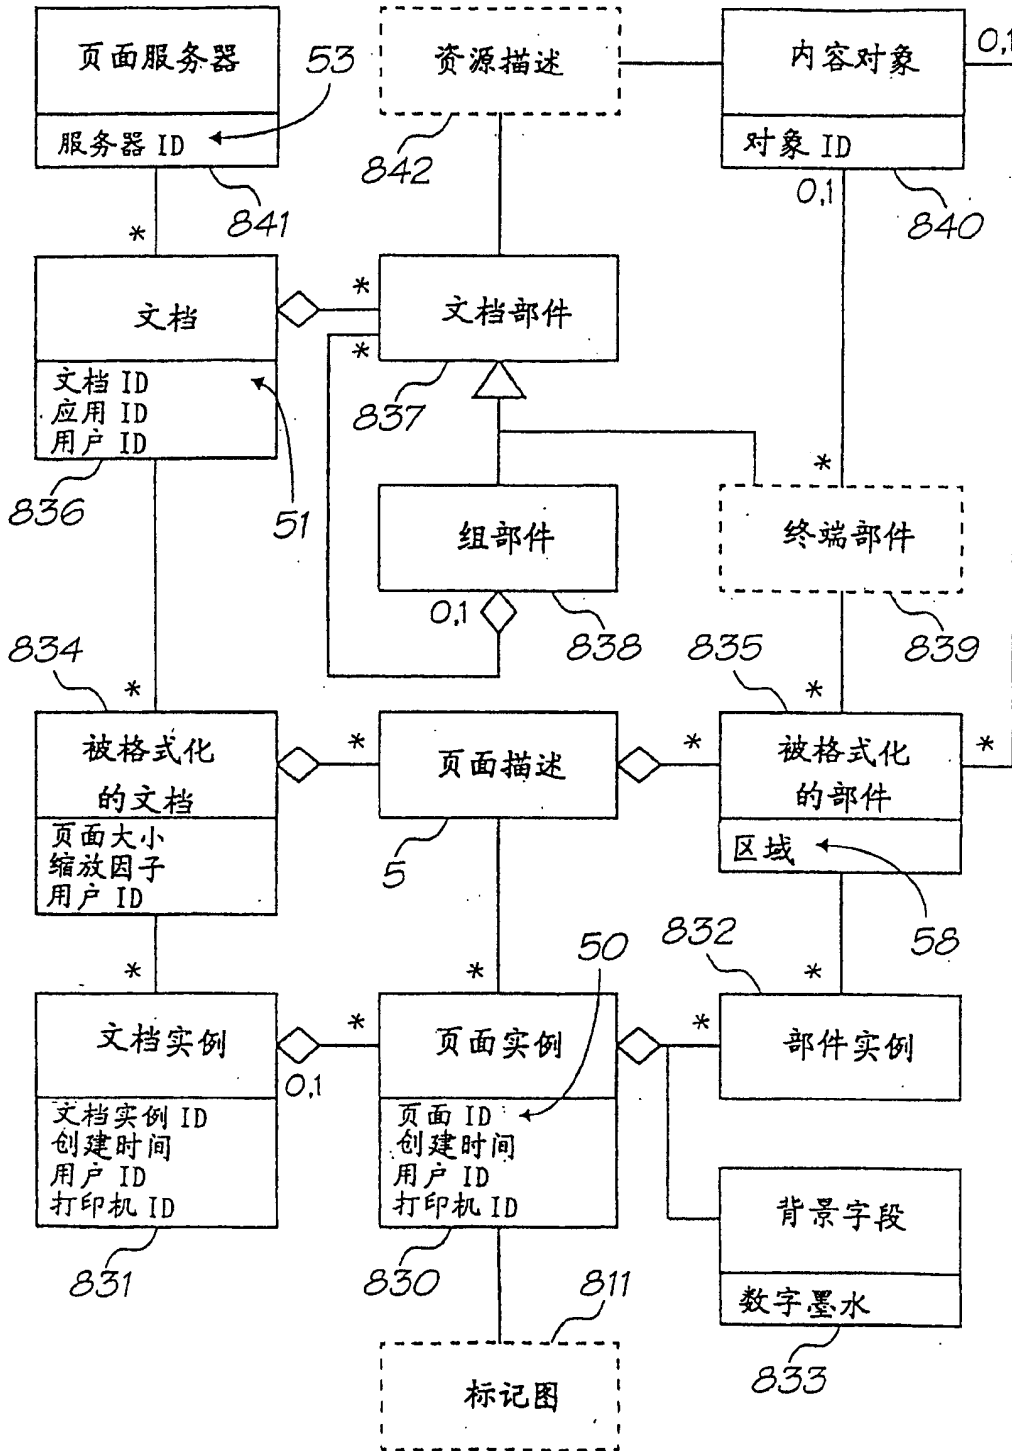 页面服务器
服务器 ID
53
841
资源描述
842
内容对象
对象 ID
0,1
0,1
840
*
文档
文档 ID
应用 ID
用户 ID
836
51
*
文档部件
*
837
组部件
0,1
838
*
终端部件
839
834
*
被格式化
的文档
页面大小
缩放因子
用户 ID
*
页面描述
5
835
*
*
被格式化
的部件
*
区域
58
*
文档实例
0,1
文档实例 ID
创建时间
用户 ID
打印机 ID
831
50
*
*
页面实例
页面 ID
创建时间
用户 ID
打印机 ID
830
832
*
*
部件实例
背景字段
数字墨水
833
811
标记图